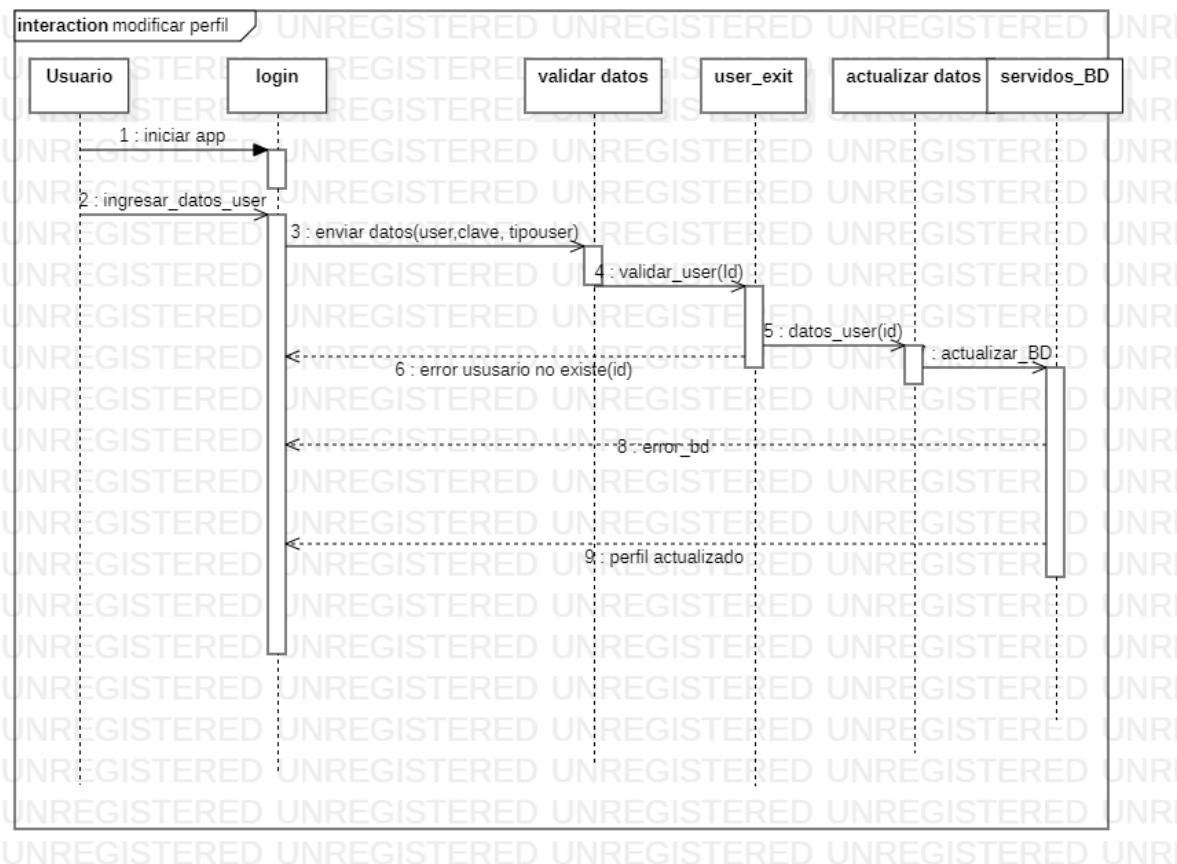 interaction modificar perfil
Usuario
login
validar datos
user_exit
actualizar datos
servidos_BD
1 : iniciar app
2 : ingresar_datos_user
3 : enviar datos(user,clave, tipouser)
4 : validar_user(Id)
5 : datos_user(id)
: actualizar_BD
6 : error ususario no existe(id)
8 : error_bd
9 : perfil actualizado
UNREGISTERED